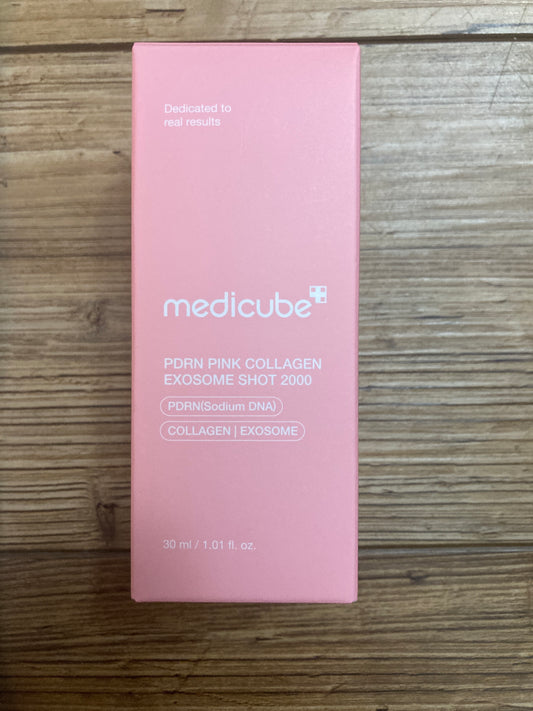 Dedicated to
real results
medicube
PDRN PINK COLLAGEN
EXOSOME SHOT 2000
PDRN(Sodium DNA)
COLLAGEN | EXOSOME
30 ml / 1.01 fl. oz.